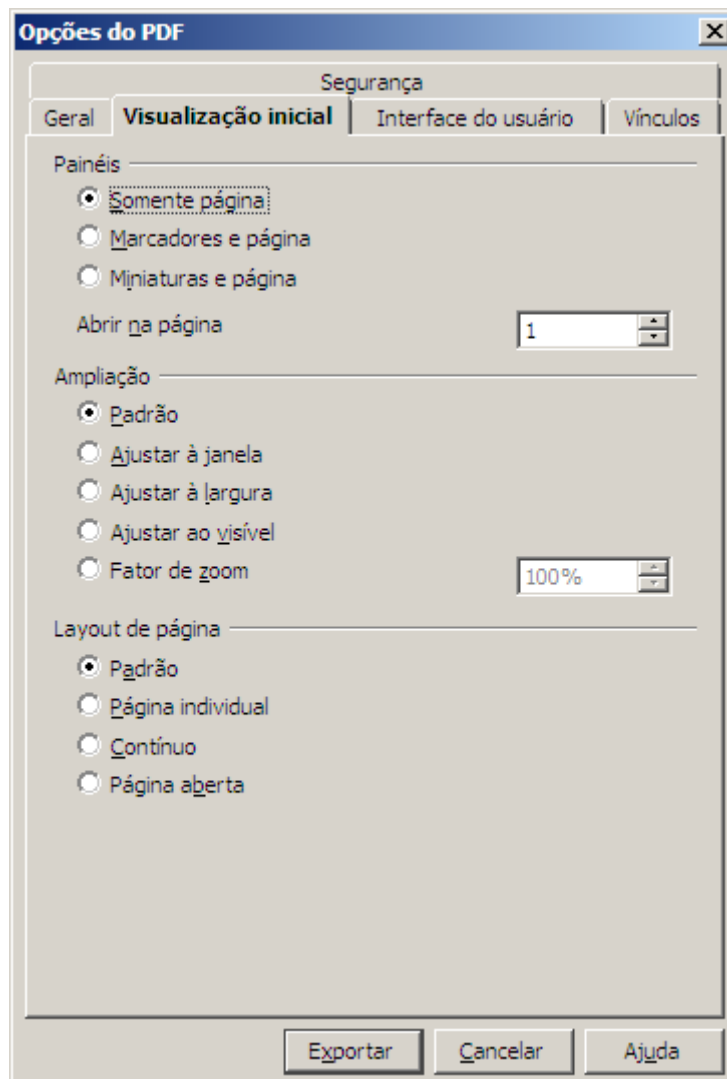 Opções do PDF
Segurança
Geral Visualização inicial Interface do usuário Vínculos
Painéis
Somente página
Marcadores e página
Miniaturas e página
Abrir na página 1
Ampliação
Padrão
Ajustar à janela
Ajustar à largura
Ajustar ao visível
Fator de zoom 100%
Layout de página
Padrão
Página individual
Contínuo
Página aberta
Exportar Cancelar Ajuda